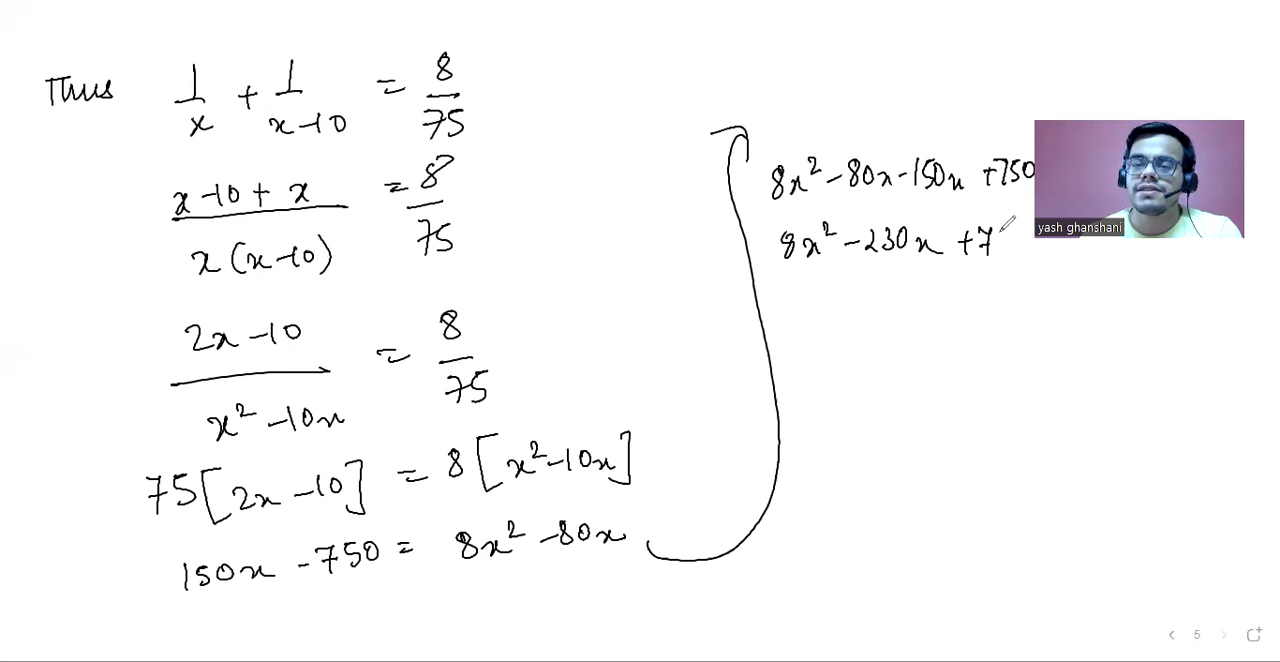 Thus 1/x + 1/x-10 = 8/75
x-10+x / x(x-10) = 8/75
2x-10 / x²-10x = 8/75
75[2x-10] = 8[x²-10x]
150x - 750 = 8x² - 80x
8x² - 80x - 150x + 750
8x² - 230x + 7
yash ghanshani
5